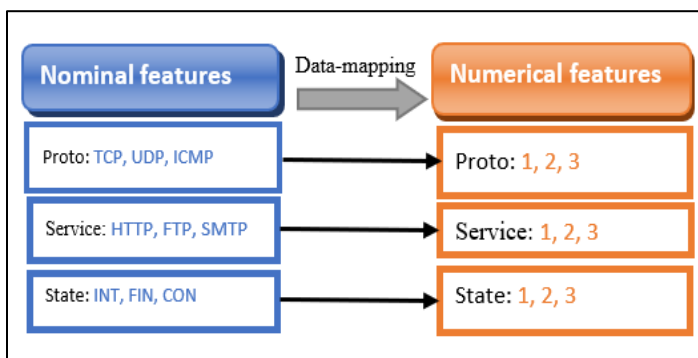 Nominal features
Data-mapping
Numerical features
Proto: TCP, UDP, ICMP
Proto: 1, 2, 3
Service: HTTP, FTP, SMTP
Service: 1, 2, 3
State: INT, FIN, CON
State: 1, 2, 3